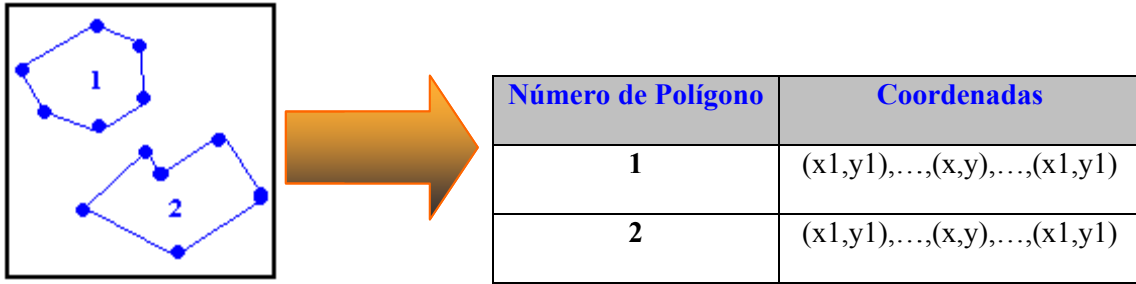 1
2
Número de Polígono Coordenadas
1 (x1,y1),…,(x,y),…,(x1,y1)
2 (x1,y1),…,(x,y),…,(x1,y1)